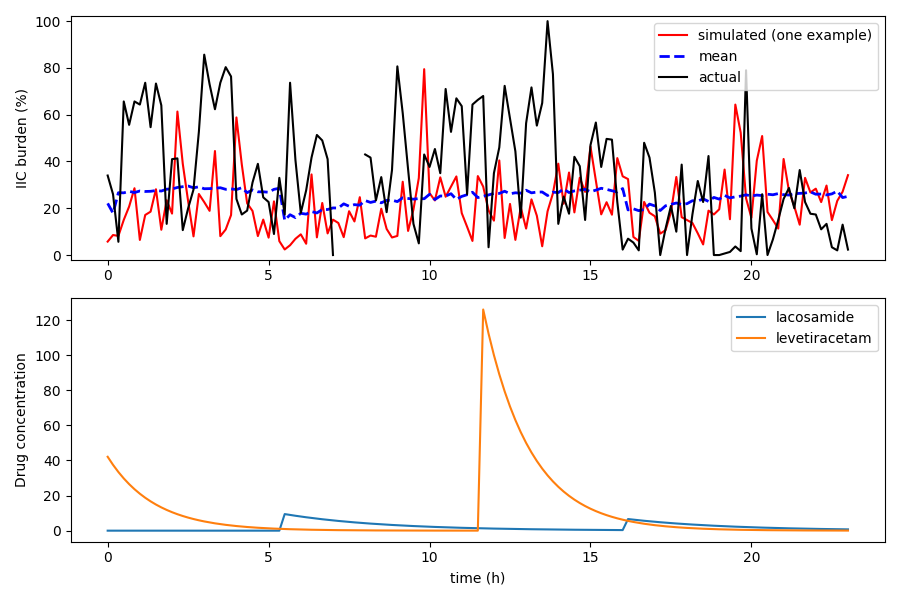 100
80
60
40
20
0
IIC burden (%)
simulated (one example)
mean
actual
0
5
10
15
20
120
100
80
60
40
20
0
Drug concentration
lacosamide
levetiracetam
0
5
10
15
20
time (h)